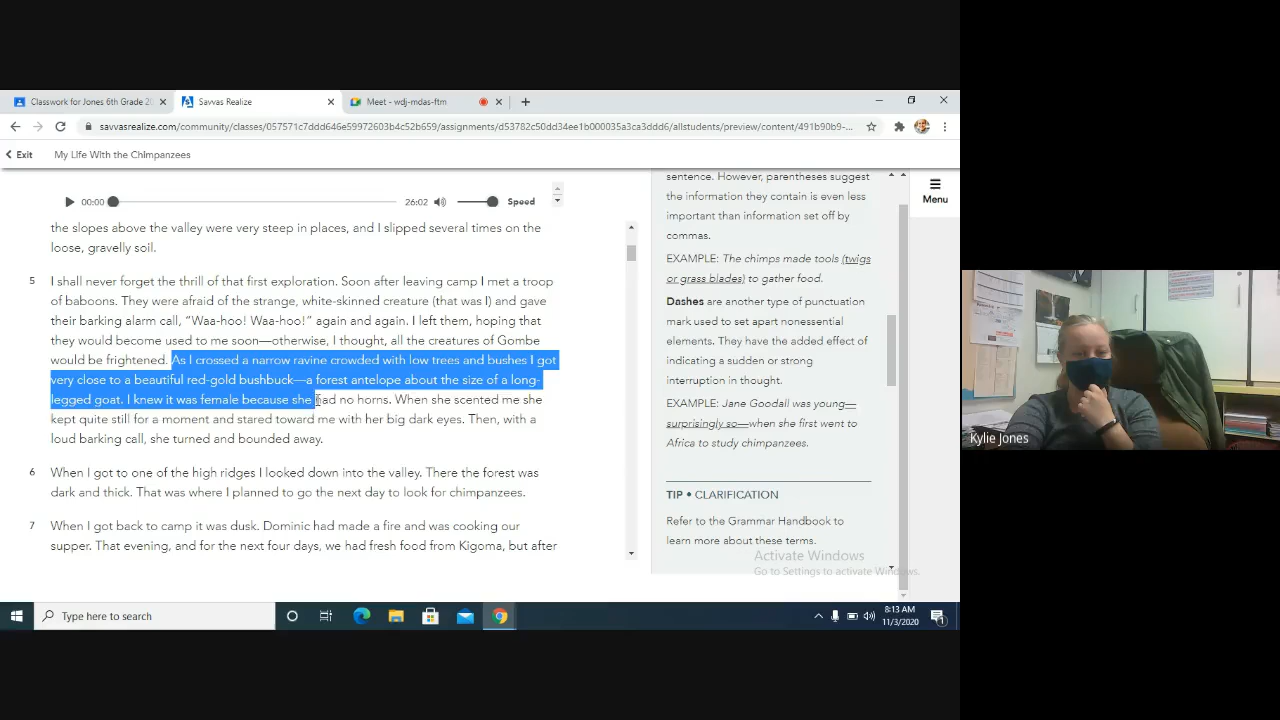 Classwork for Jones 6th Grade 2
Savvas Realize
Meet - wdj-mdas-ftm
savvasrealize.com/community/classes/057571c7ddd646e59972603b4c52b659/assignments/d53782c50dd34ee1b000035a3ca3ddd6/allstudents/preview/content/491b90b9-...
Exit
My Life With the Chimpanzees
Menu
00:00
26:02
Speed
the slopes above the valley were very steep in places, and I slipped several times on the
loose, gravelly soil.
5 I shall never forget the thrill of that first exploration. Soon after leaving camp I met a troop
of baboons. They were afraid of the strange, white-skinned creature (that was I) and gave
their barking alarm call, “Waa-hoo! Waa-hoo!” again and again. I left them, hoping that
they would become used to me soon—otherwise, I thought, all the creatures of Gombe
would be frightened. As I crossed a narrow ravine crowded with low trees and bushes I got
very close to a beautiful red-gold bushbuck—a forest antelope about the size of a long-
legged goat. I knew it was female because she had no horns. When she scented me she
kept quite still for a moment and stared toward me with her big dark eyes. Then, with a
loud barking call, she turned and bounded away.
6 When I got to one of the high ridges I looked down into the valley. There the forest was
dark and thick. That was where I planned to go the next day to look for chimpanzees.
7 When I got back to camp it was dusk. Dominic had made a fire and was cooking our
supper. That evening, and for the next four days, we had fresh food from Kigoma, but after
sentence. However, parentheses suggest
the information they contain is even less
important than information set off by
commas.
EXAMPLE: The chimps made tools (twigs
or grass blades) to gather food.
Dashes are another type of punctuation
mark used to set apart nonessential
elements. They have the added effect of
indicating a sudden or strong
interruption in thought.
EXAMPLE: Jane Goodall was young—
surprisingly so—when she first went to
Africa to study chimpanzees.
TIP • CLARIFICATION
Refer to the Grammar Handbook to
learn more about these terms.
Activate Windows
Go to Settings to activate Windows.
Type here to search
8:13 AM
11/3/2020
1
Kylie Jones